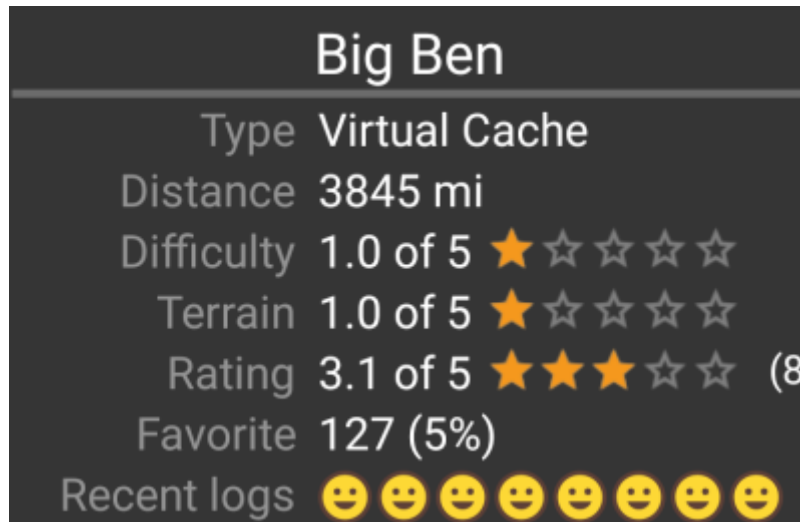 Big Ben
Type Virtual Cache
Distance 3845 mi
Difficulty 1.0 of 5
Terrain 1.0 of 5
Rating 3.1 of 5 (8
Favorite 127 (5%)
Recent logs